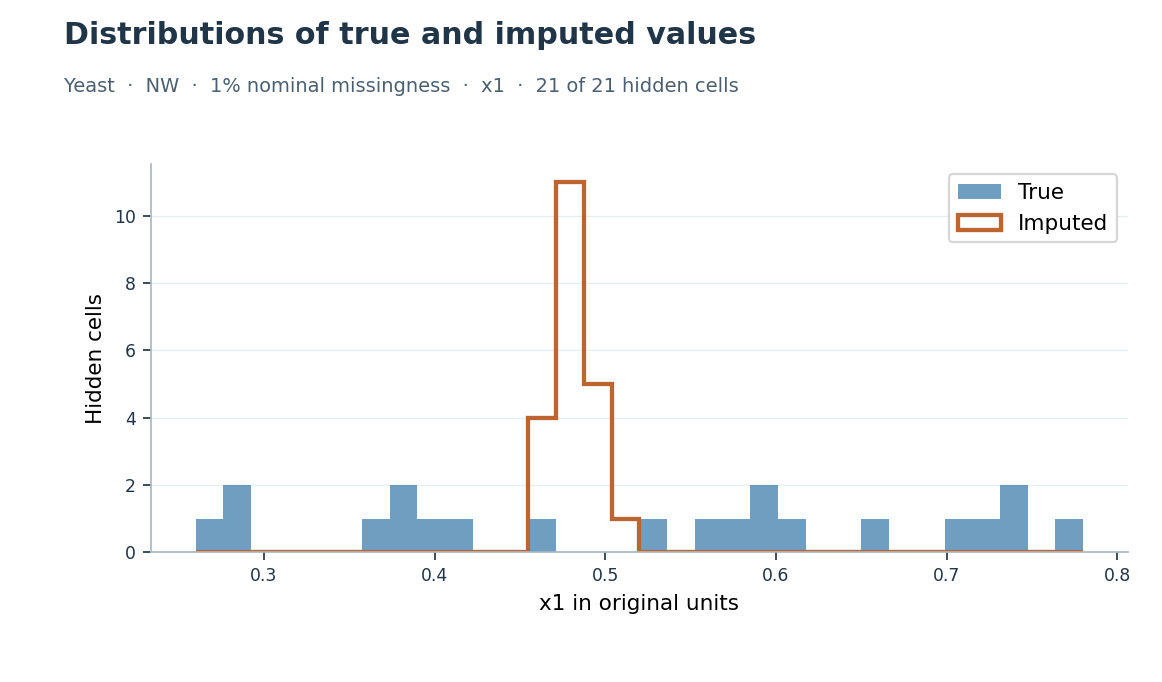 Distributions of true and imputed values
Yeast · NW · 1% nominal missingness · x1 · 21 of 21 hidden cells
True
Imputed
Hidden cells
10
8
6
4
2
0
0.3 0.4 0.5 0.6 0.7 0.8
x1 in original units